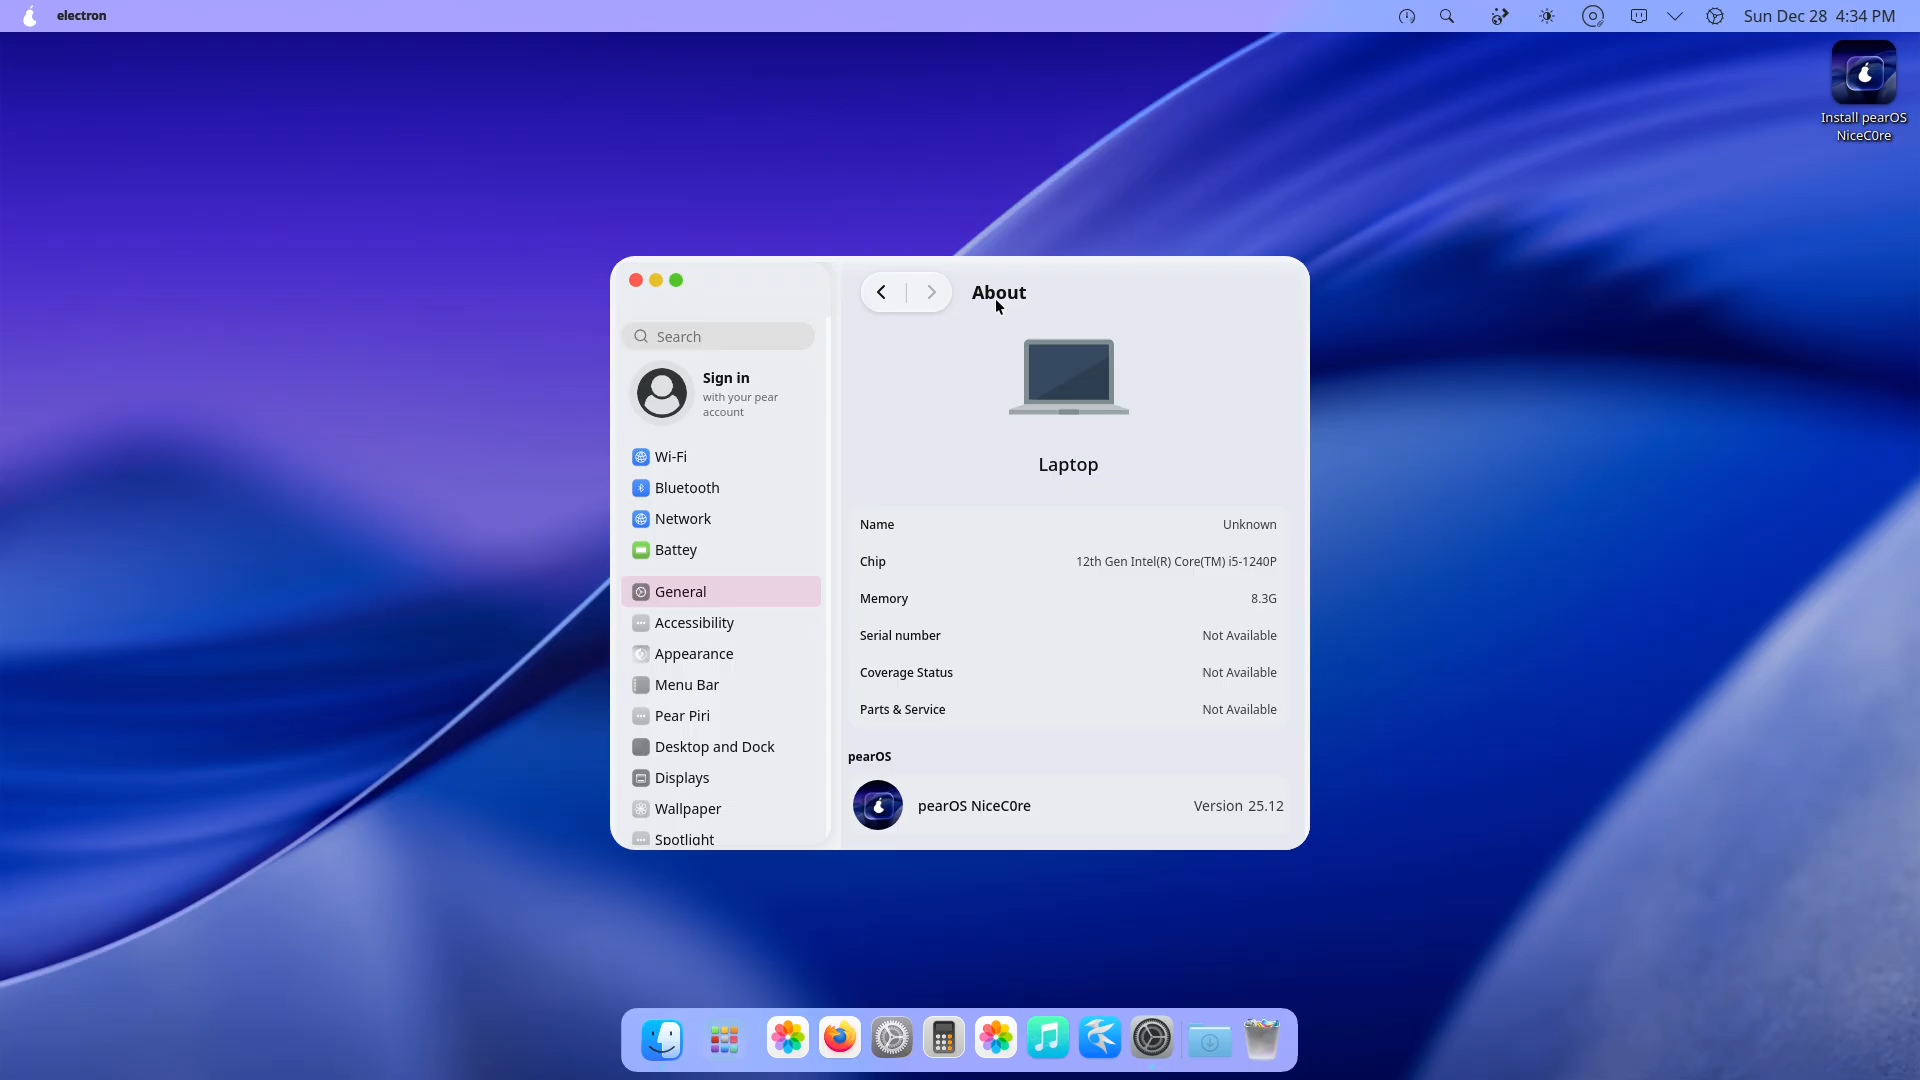 electron
Sun Dec 28 4:34 PM
Install pearOS
NiceC0re
About
Search
Sign in
with your pear
account
Wi-Fi
Bluetooth
Network
Battey
General
Accessibility
Appearance
Menu Bar
Pear Piri
Desktop and Dock
Displays
Wallpaper
Spotlight
Laptop
Name Unknown
Chip 12th Gen Intel(R) Core(TM) i5-1240P
Memory 8.3G
Serial number Not Available
Coverage Status Not Available
Parts & Service Not Available
pearOS
pearOS NiceC0re Version 25.12